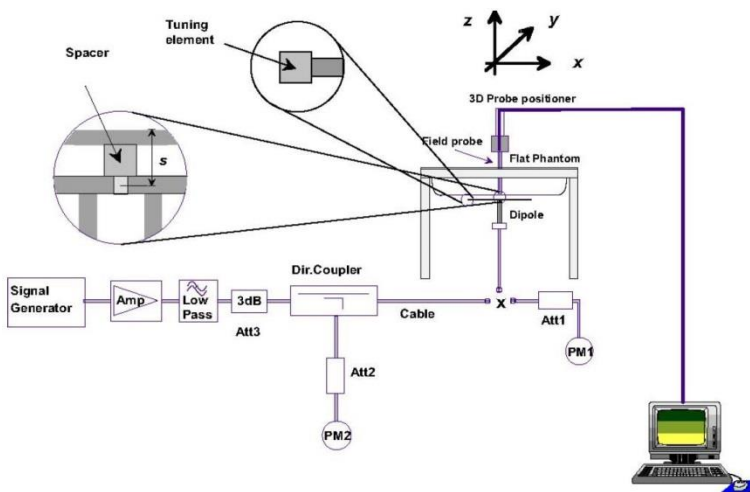 Tuning
element
Spacer
z
y
x
3D Probe positioner
Field probe
Flat Phantom
s
Dipole
Dir.Coupler
Signal
Generator
Amp
Low
Pass
3dB
Att3
Cable
x
Att1
PM1
Att2
PM2